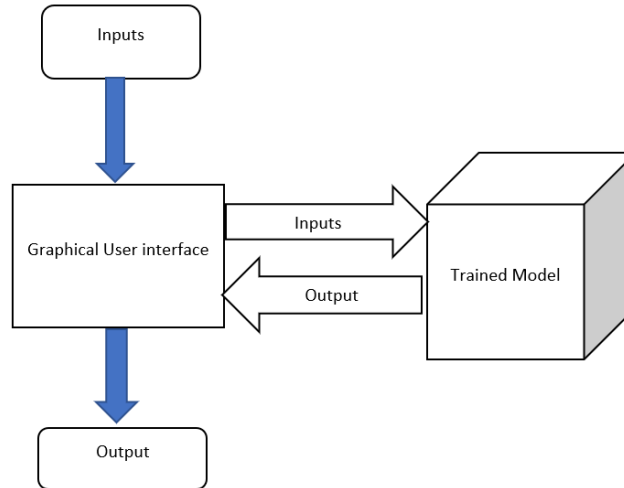 Inputs
Graphical User interface
Inputs
Output
Trained Model
Output